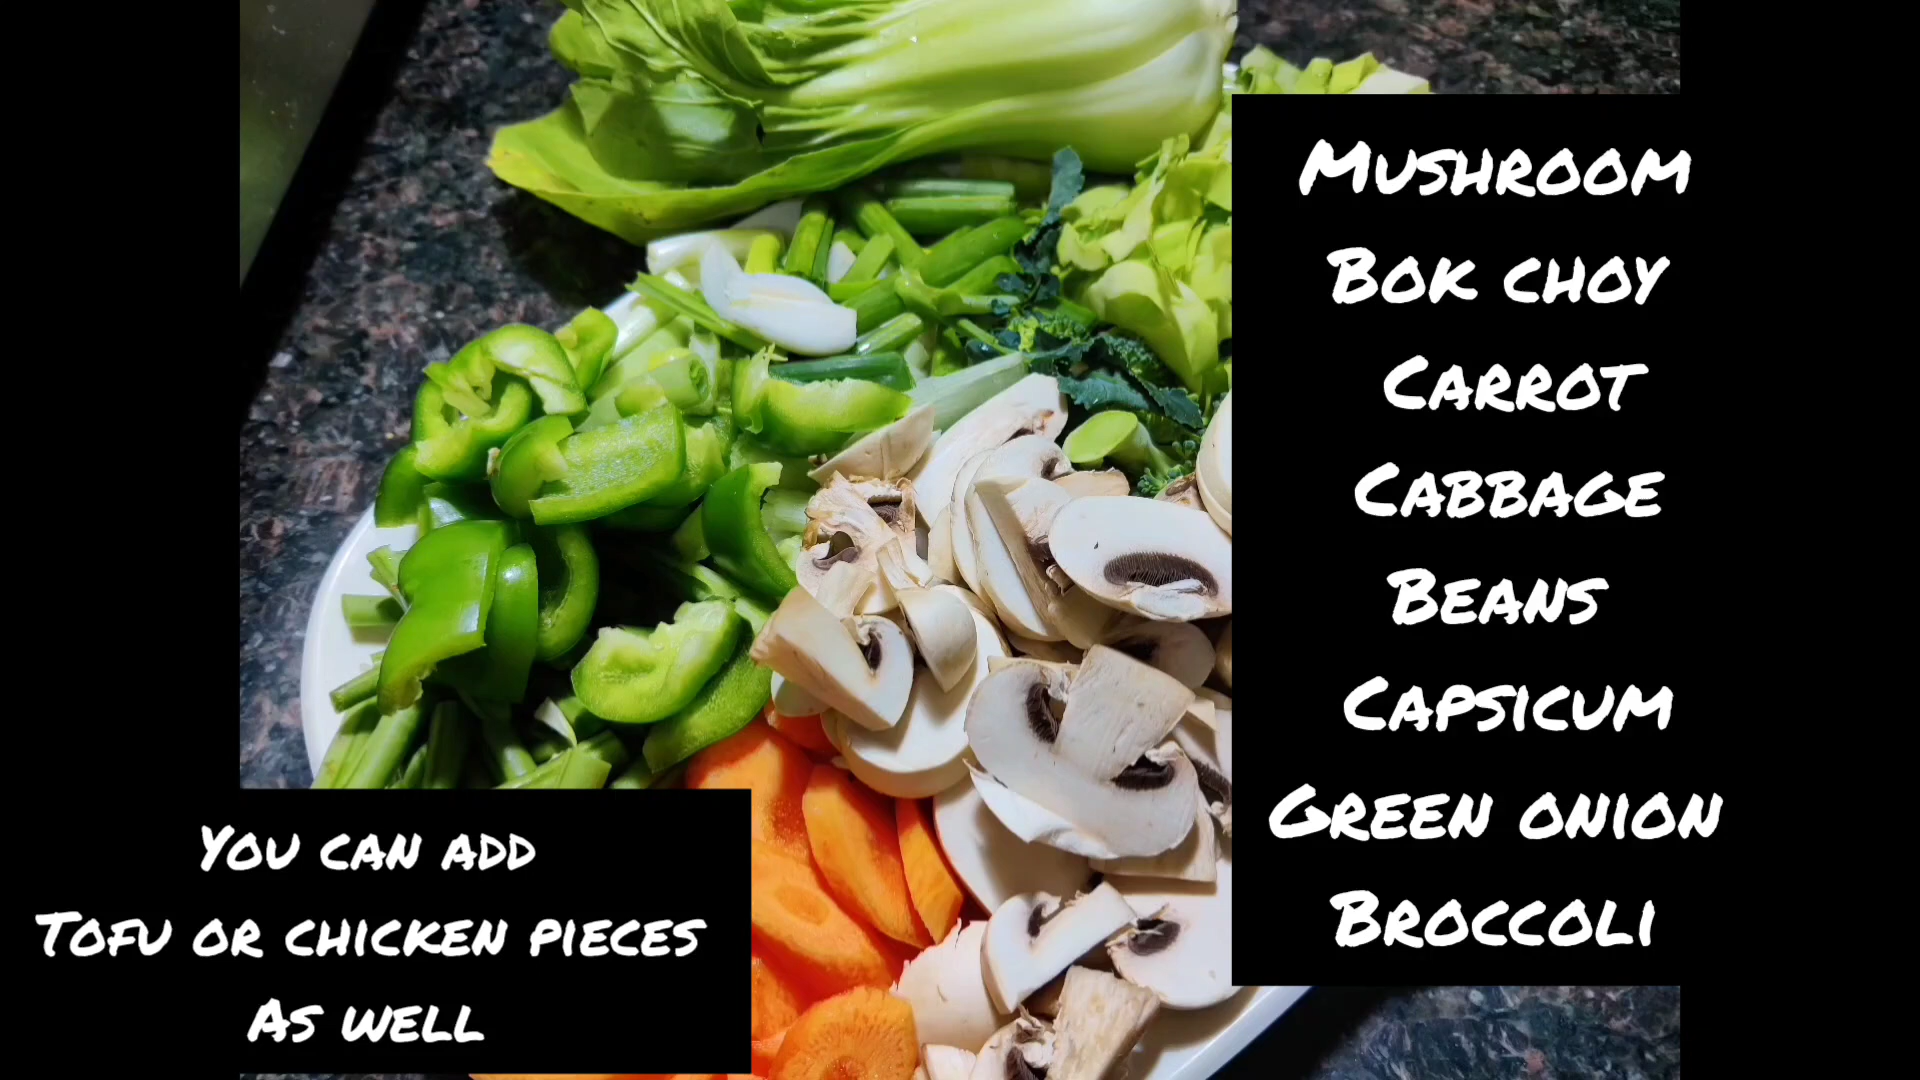 Mushroom
Bok choy
Carrot
Cabbage
Beans
Capsicum
Green onion
Broccoli
You can add
Tofu or chicken pieces
As well